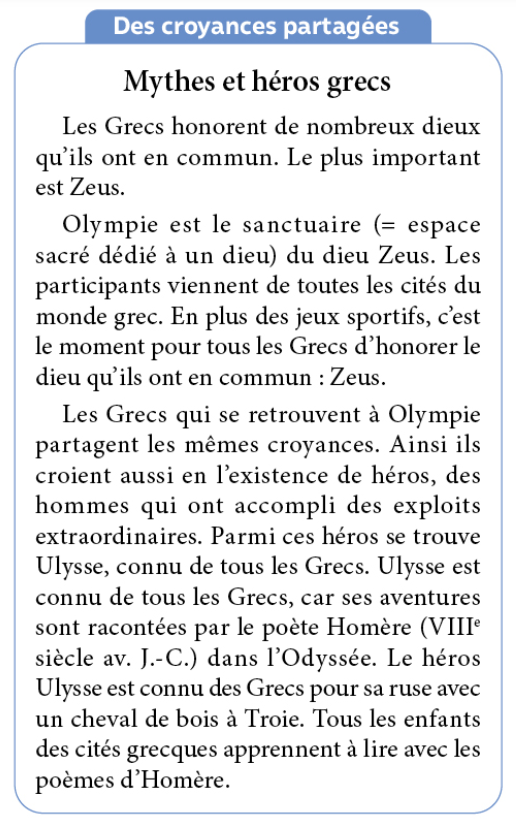 Des croyances partagées
Mythes et héros grecs
Les Grecs honorent de nombreux dieux
qu'ils ont en commun. Le plus important
est Zeus.
Olympie est le sanctuaire (= espace
sacré dédié à un dieu) du dieu Zeus. Les
participants viennent de toutes les cités du
monde grec. En plus des jeux sportifs, c'est
le moment pour tous les Grecs d'honorer le
dieu qu'ils ont en commun : Zeus.
Les Grecs qui se retrouvent à Olympie
partagent les mêmes croyances. Ainsi ils
croient aussi en l'existence de héros, des
hommes qui ont accompli des exploits
extraordinaires. Parmi ces héros se trouve
Ulysse, connu de tous les Grecs. Ulysse est
connu de tous les Grecs, car ses aventures
sont racontées par le poète Homère (VIIIᵉ
siècle av. J.-C.) dans l'Odyssée. Le héros
Ulysse est connu des Grecs pour sa ruse avec
un cheval de bois à Troie. Tous les enfants
des cités grecques apprennent à lire avec les
poèmes d'Homère.